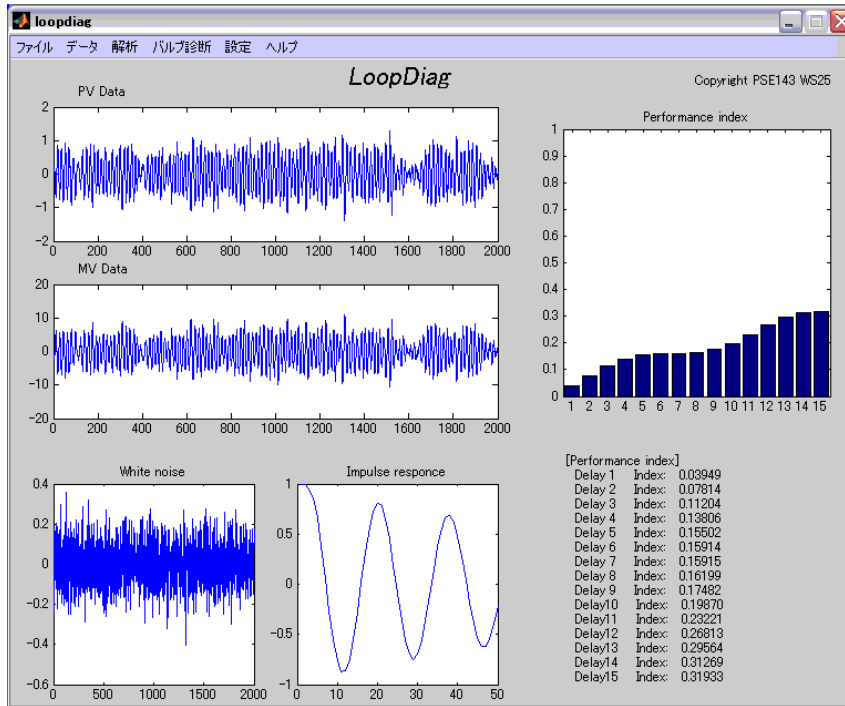 loopdiag
ファイル データ 解析 バルブ診断 設定 ヘルプ
LoopDiag
Copyright PSE143 WS25
PV Data
2
1
0
−1
−2
0 200 400 600 800 1000 1200 1400 1600 1800 2000
MV Data
20
10
0
−10
−20
0 200 400 600 800 1000 1200 1400 1600 1800 2000
Performance index
1
0.9
0.8
0.7
0.6
0.5
0.4
0.3
0.2
0.1
0
1 2 3 4 5 6 7 8 9 10 11 12 13 14 15
White noise
0.4
0.2
0
−0.2
−0.4
−0.6
0 500 1000 1500 2000
Impulse responce
1
0.5
0
−0.5
−1
0 10 20 30 40 50
[Performance index]
Delay 1 Index: 0.03949
Delay 2 Index: 0.07814
Delay 3 Index: 0.11204
Delay 4 Index: 0.13806
Delay 5 Index: 0.15502
Delay 6 Index: 0.15914
Delay 7 Index: 0.15915
Delay 8 Index: 0.16199
Delay 9 Index: 0.17482
Delay10 Index: 0.19870
Delay11 Index: 0.23221
Delay12 Index: 0.26813
Delay13 Index: 0.29564
Delay14 Index: 0.31269
Delay15 Index: 0.31933